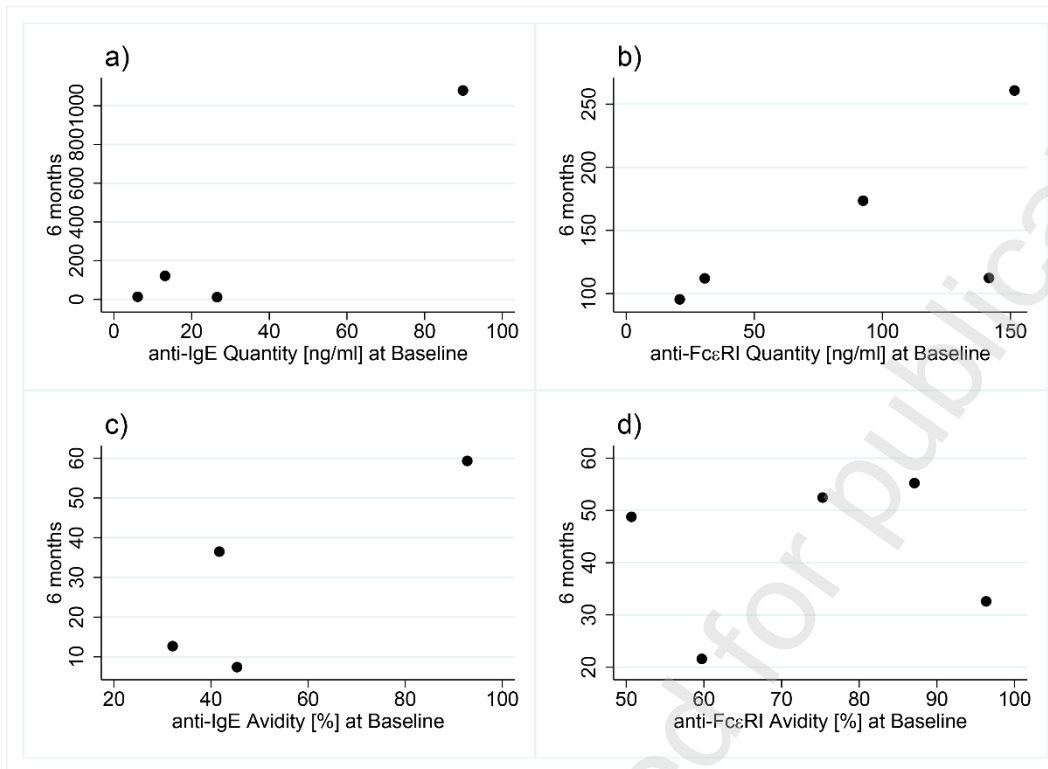 a)
6 months
0 200 400 600 800 1000
0 20 40 60 80 100
anti-IgE Quantity [ng/ml] at Baseline
b)
6 months
100 150 200 250
0 50 100 150
anti-FcεRI Quantity [ng/ml] at Baseline
c)
6 months
10 20 30 40 50 60
20 40 60 80 100
anti-IgE Avidity [%] at Baseline
d)
6 months
20 30 40 50 60
50 60 70 80 90 100
anti-FcεRI Avidity [%] at Baseline
for